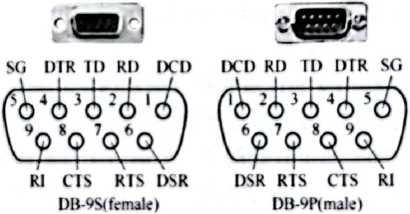 SG DTR TD RD DCD DCD RD TD DTR SG
5 4 3 2 1 1 2 3 4 5
9 8 7 6 6 7 8 9
RI CTS RTS DSR DSR RTS CTS RI
DB-9S(female) DB-9P(male)